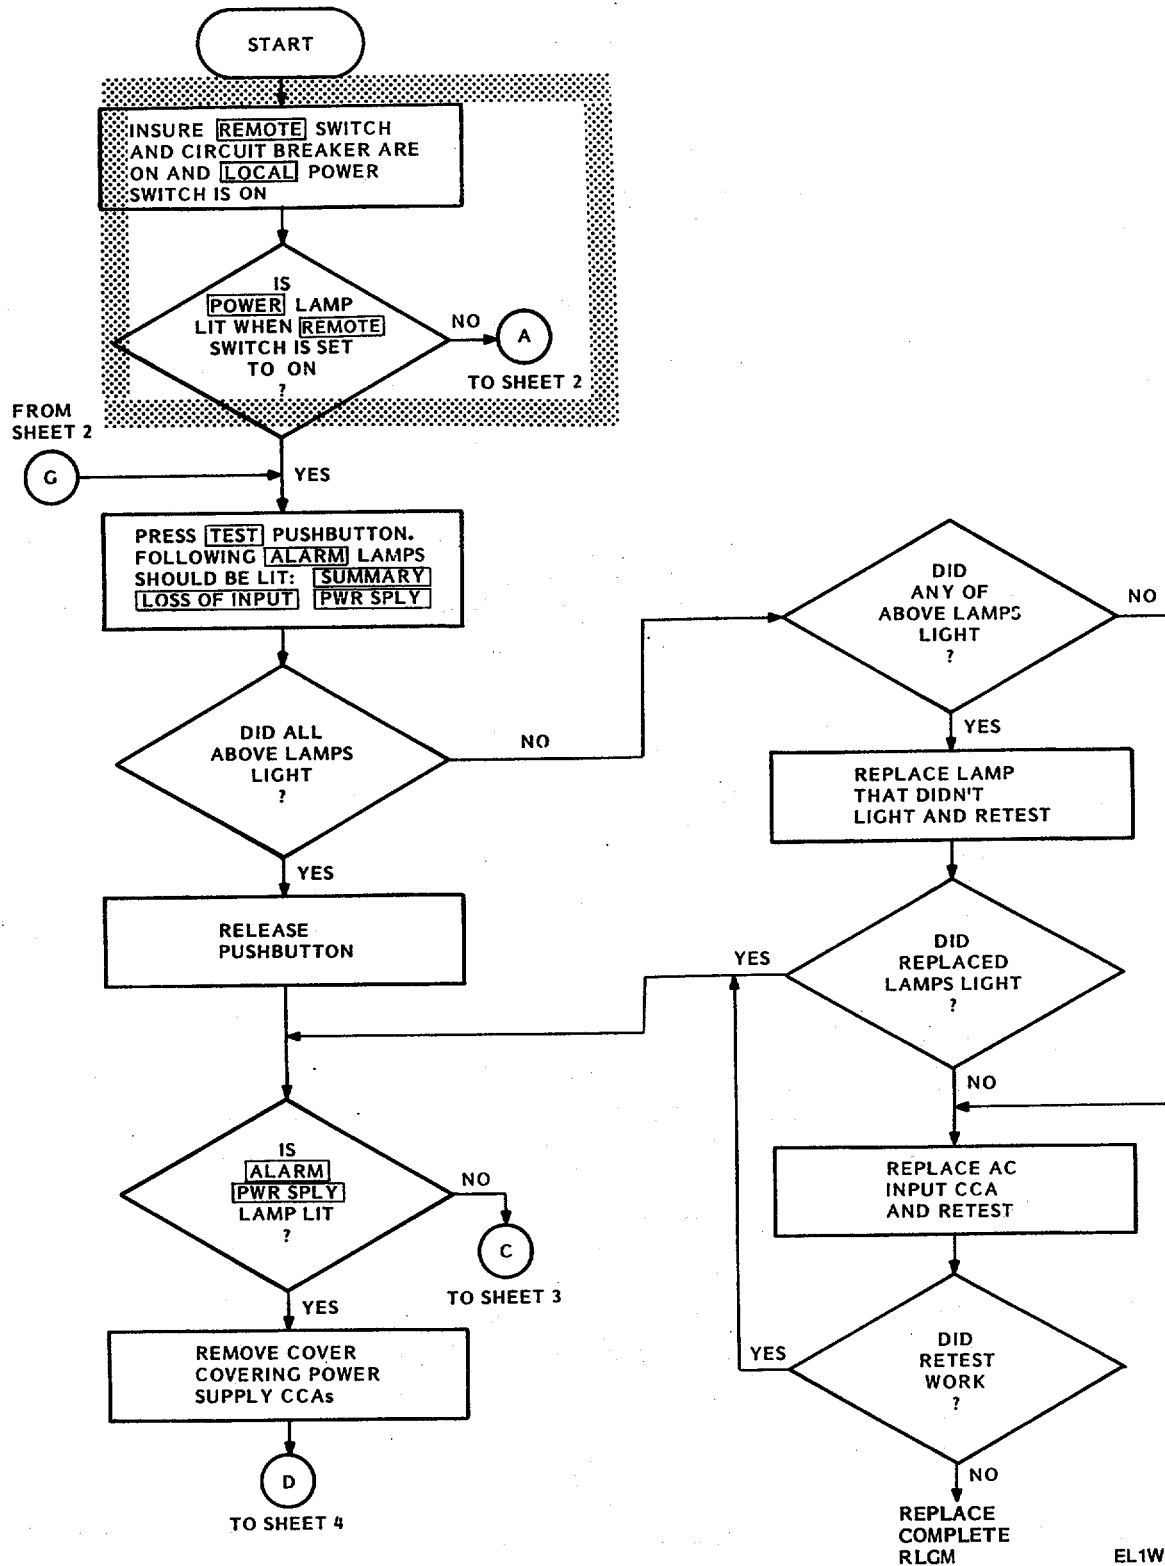 START
INSURE REMOTE SWITCH
AND CIRCUIT BREAKER ARE
ON AND LOCAL POWER
SWITCH IS ON
IS
POWER LAMP
LIT WHEN REMOTE
SWITCH IS SET
TO ON
?
NO
A
TO SHEET 2
FROM
SHEET 2
G
YES
PRESS TEST PUSHBUTTON.
FOLLOWING ALARM LAMPS
SHOULD BE LIT: SUMMARY
LOSS OF INPUT PWR SPLY
DID ALL
ABOVE LAMPS
LIGHT
?
NO
YES
RELEASE
PUSHBUTTON
IS
ALARM
PWR SPLY
LAMP LIT
?
NO
C
TO SHEET 3
YES
REMOVE COVER
COVERING POWER
SUPPLY CCAs
D
TO SHEET 4
DID
ANY OF
ABOVE LAMPS
LIGHT
?
NO
YES
REPLACE LAMP
THAT DIDN'T
LIGHT AND RETEST
DID
REPLACED
LAMPS LIGHT
?
YES
NO
REPLACE AC
INPUT CCA
AND RETEST
DID
RETEST
WORK
?
YES
NO
REPLACE
COMPLETE
RLGM
EL1W